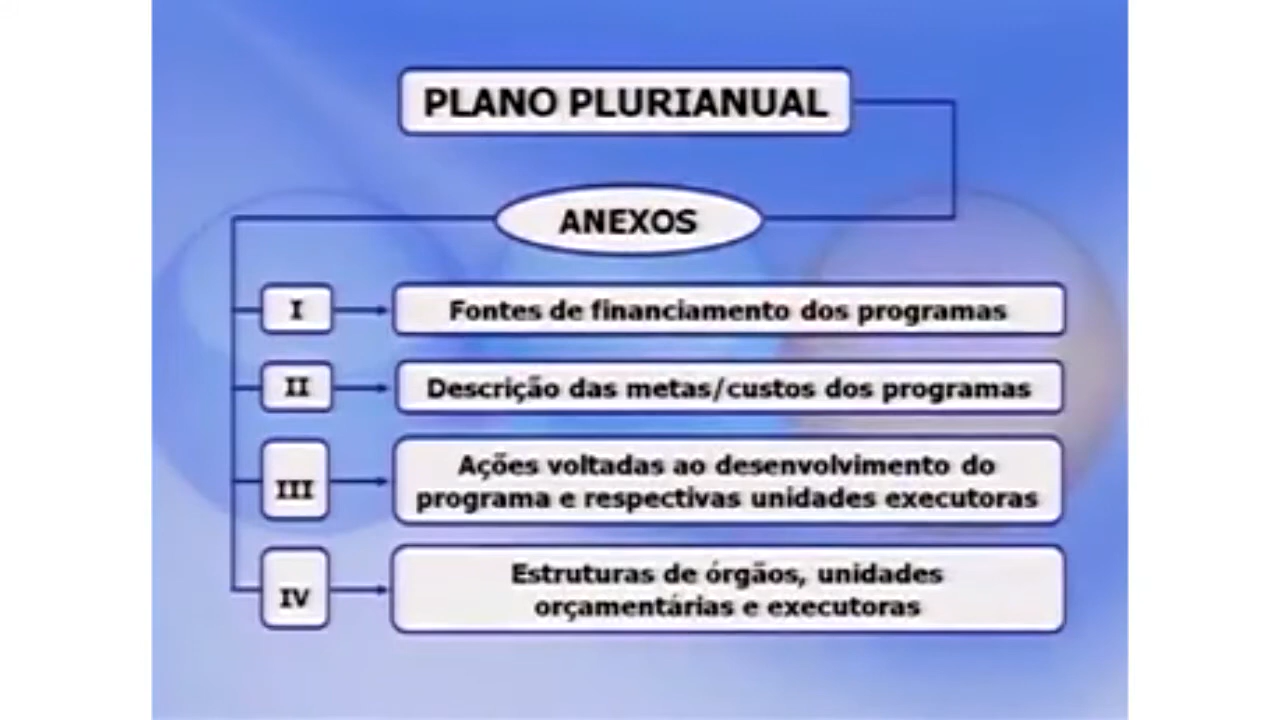 PLANO PLURIANUAL
ANEXOS
I
Fontes de financiamento dos programas
II
Descrição das metas/custos dos programas
III
Ações voltadas ao desenvolvimento do
programa e respectivas unidades executoras
IV
Estruturas de órgãos, unidades
orçamentárias e executoras